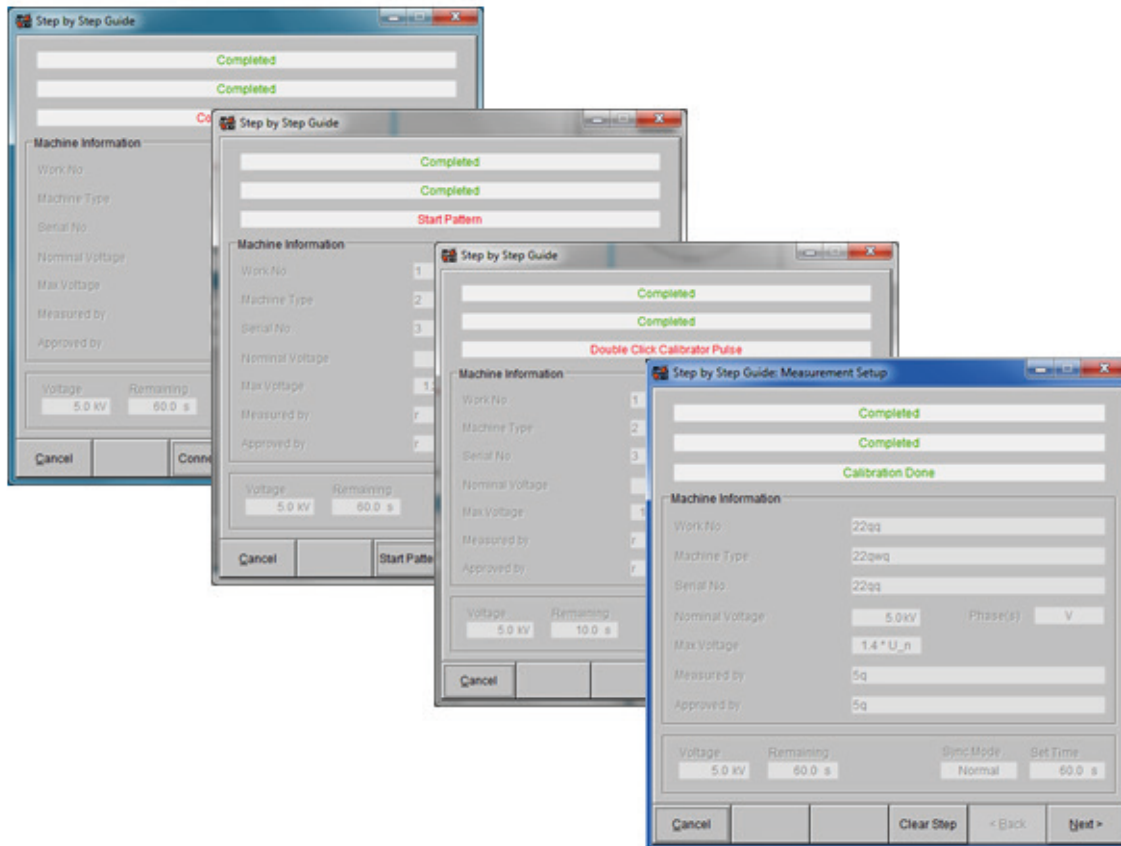 Step by Step Guide
Completed
Completed
Machine Information
Work No
Machine Type
Serial No
Nominal Voltage
Max Voltage
Measured by
Approved by
Voltage Remaining
5.0 kV 60.0 s
Cancel
Step by Step Guide
Completed
Completed
Start Pattern
Machine Information
Work No 1
Machine Type 2
Serial No 3
Nominal Voltage
Max Voltage
Measured by r
Approved by r
Voltage Remaining
5.0 kV 60.0 s
Cancel Start
Step by Step Guide
Completed
Completed
Double Click Calibrator Pulse
Machine Information
Work No 1
Machine Type 2
Serial No 3
Nominal Voltage
Max Voltage
Measured by r
Approved by r
Voltage Remaining
5.0 kV 10.0 s
Cancel
Step by Step Guide: Measurement Setup
Completed
Completed
Calibration Done
Machine Information
Work No 22qq
Machine Type 22qwq
Serial No 22qq
Nominal Voltage 5.0 kV Phase(s) V
Max Voltage 1.4 * U_n
Measured by 5q
Approved by 5q
Voltage Remaining Sync Mode Set Time
5.0 kV 60.0 s Normal 60.0 s
Cancel Clear Step < Back Next >